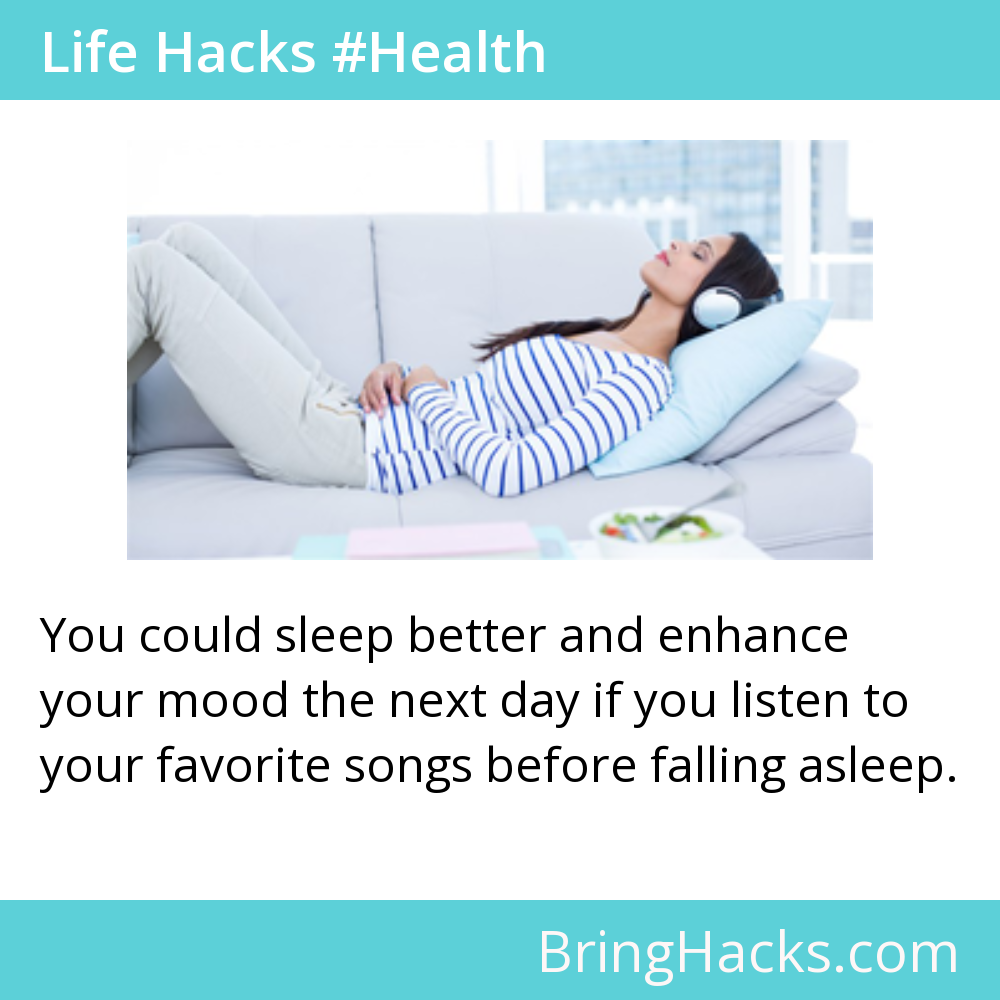 Life Hacks #Health
You could sleep better and enhance
your mood the next day if you listen to
your favorite songs before falling asleep.
BringHacks.com